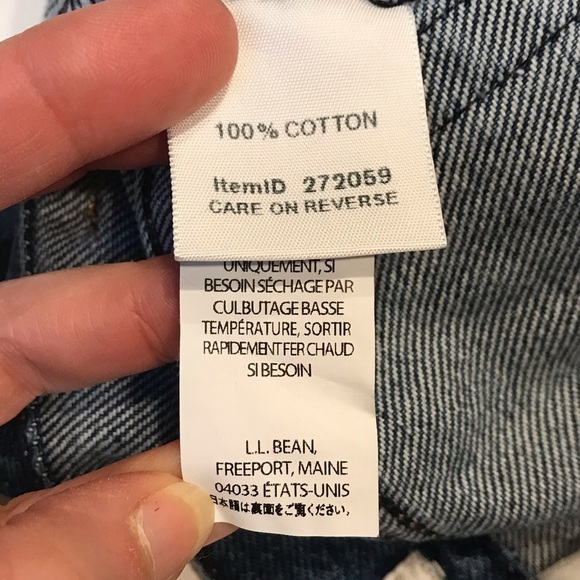 100% COTTON
ItemID 272059
CARE ON REVERSE
UNIQUEMENT, SI
BESOIN SÉCHAGE PAR
CULBUTAGE BASSE
TEMPÉRATURE, SORTIR
RAPIDEMENT FER CHAUD
SI BESOIN
L.L. BEAN,
FREEPORT, MAINE
04033 ÉTATS-UNIS
日本語は裏面をご覧ください。